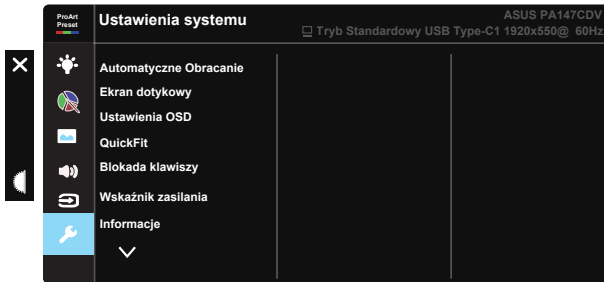 ProArt
Preset
Ustawienia systemu
ASUS PA147CDV
Tryb Standardowy USB Type-C1 1920x550@ 60Hz
Automatyczne Obracanie
Ekran dotykowy
Ustawienia OSD
QuickFit
Blokada klawiszy
Wskaźnik zasilania
Informacje